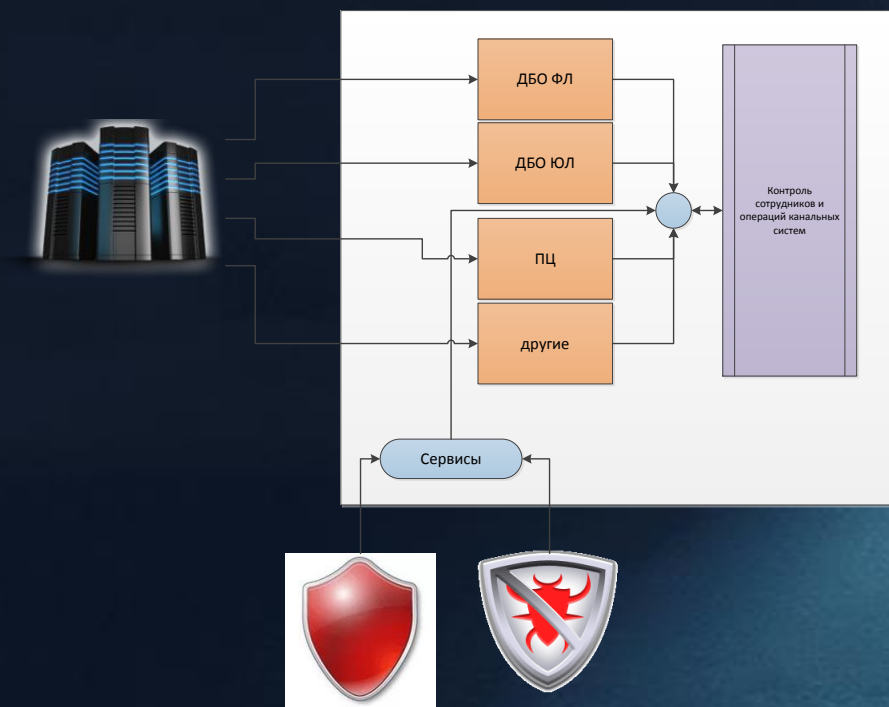 ДБО ФЛ
ДБО ЮЛ
ПЦ
другие
Контроль
сотрудников и
операций канальных
систем
Сервисы